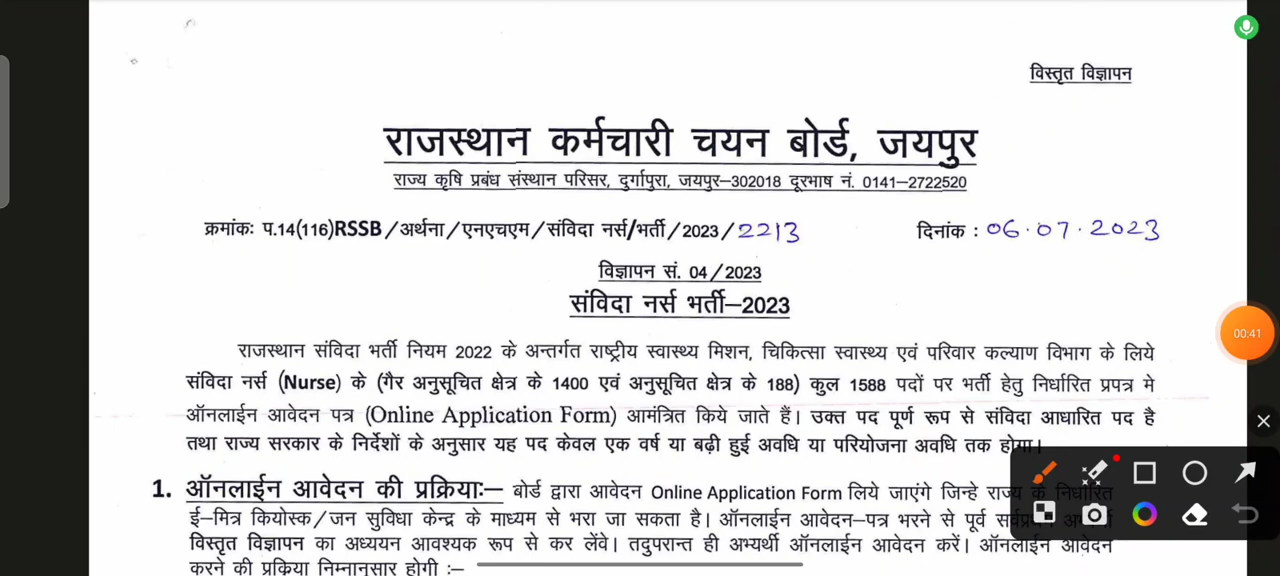 विस्तृत विज्ञापन
राजस्थान कर्मचारी चयन बोर्ड, जयपुर
राज्य कृषि प्रबंध संस्थान परिसर, दुर्गापुरा, जयपुर–302018 दूरभाष नं. 0141–2722520
क्रमांकः प.14(116)RSSB/अर्थना/एनएचएम/संविदा नर्स/भर्ती/2023/2213 दिनांक : 06.07.2023
विज्ञापन सं. 04/2023
संविदा नर्स भर्ती–2023
00:41
राजस्थान संविदा भर्ती नियम 2022 के अन्तर्गत राष्ट्रीय स्वास्थ्य मिशन, चिकित्सा स्वास्थ्य एवं परिवार कल्याण विभाग के लिये
संविदा नर्स (Nurse) के (गैर अनुसूचित क्षेत्र के 1400 एवं अनुसूचित क्षेत्र के 188) कुल 1588 पदों पर भर्ती हेतु निर्धारित प्रपत्र मे
ऑनलाईन आवेदन पत्र (Online Application Form) आमंत्रित किये जाते हैं। उक्त पद पूर्ण रूप से संविदा आधारित पद है
तथा राज्य सरकार के निर्देशों के अनुसार यह पद केवल एक वर्ष या बढ़ी हुई अवधि या परियोजना अवधि तक होगा।
1. ऑनलाईन आवेदन की प्रक्रियाः– बोर्ड द्वारा आवेदन Online Application Form लिये जाएंगे जिन्हे राज्य के निर्धारित
ई–मित्र कियोस्क/जन सुविधा केन्द्र के माध्यम से भरा जा सकता है। ऑनलाईन आवेदन–पत्र भरने से पूर्व
विस्तृत विज्ञापन का अध्ययन आवश्यक रूप से कर लेंवे। तदुपरान्त ही अभ्यर्थी ऑनलाईन आवेदन करें। ऑनलाईन आवेदन
करने की प्रक्रिया निम्नानुसार होगी :–